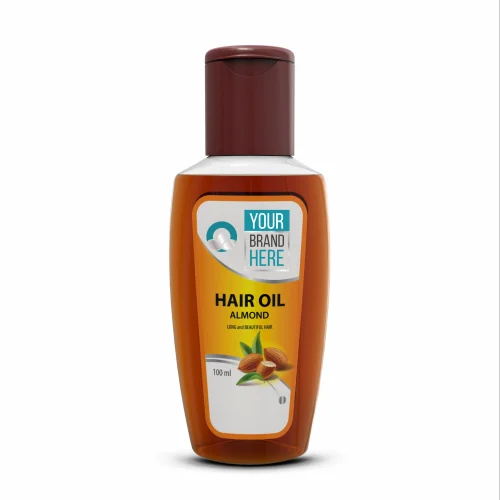 YOUR
BRAND
HERE
HAIR OIL
ALMOND
LONG and BEAUTIFUL HAIR
100 ml